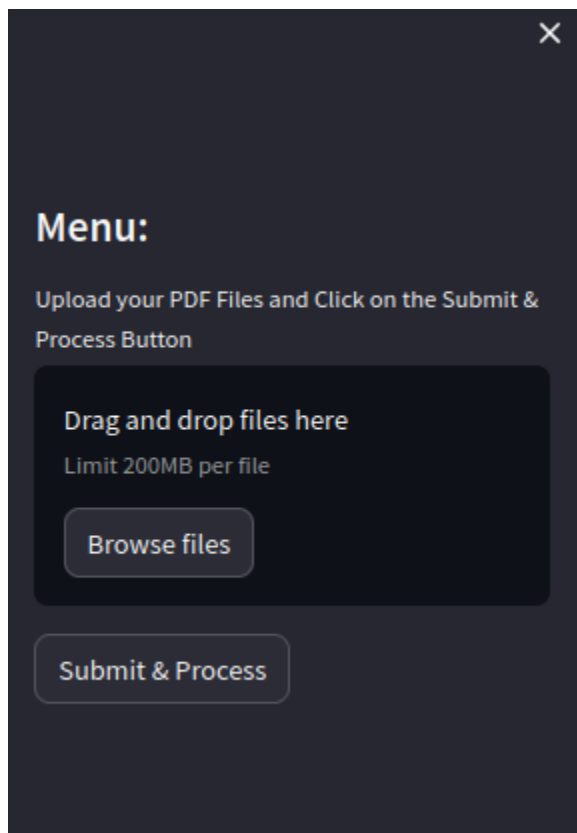 Menu:
Upload your PDF Files and Click on the Submit &
Process Button
Drag and drop files here
Limit 200MB per file
Browse files
Submit & Process